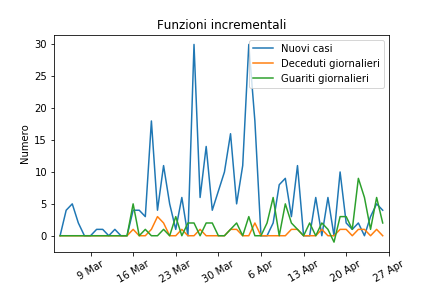 Funzioni incrementali
Nuovi casi
Deceduti giornalieri
Guariti giornalieri
Numero
30
25
20
15
10
5
0
9 Mar
16 Mar
23 Mar
30 Mar
6 Apr
13 Apr
20 Apr
27 Apr